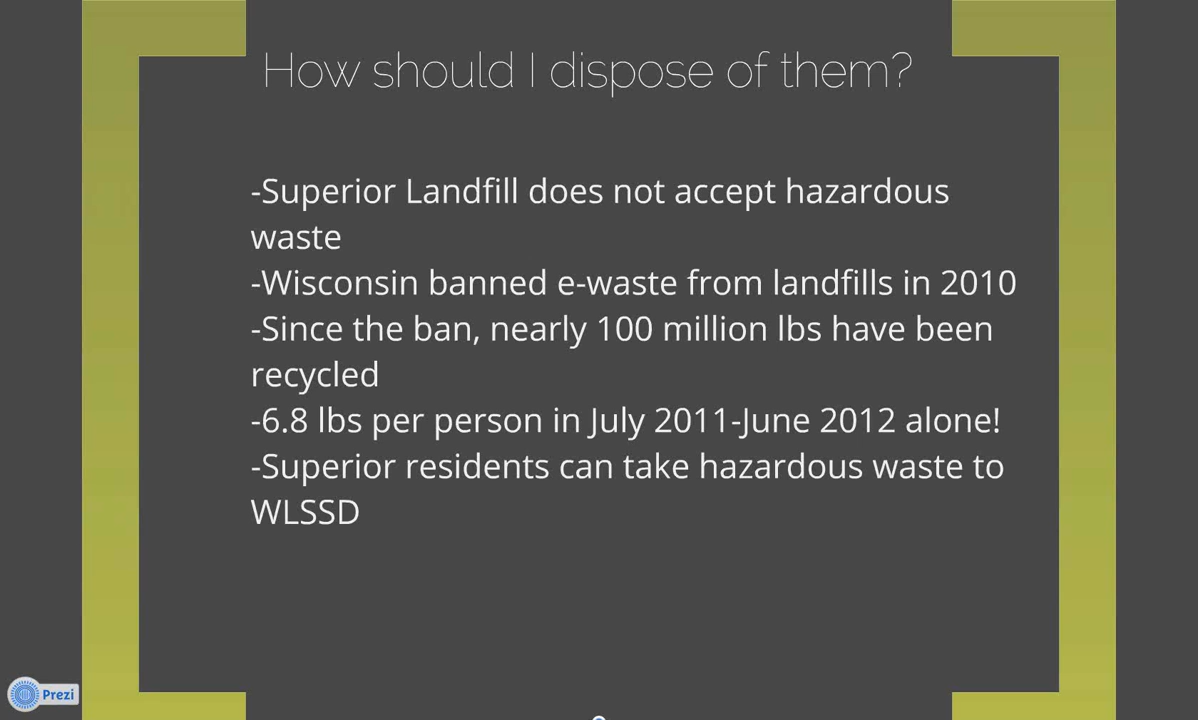 How should I dispose of them?
-Superior Landfill does not accept hazardous
waste
-Wisconsin banned e-waste from landfills in 2010
-Since the ban, nearly 100 million lbs have been
recycled
-6.8 lbs per person in July 2011-June 2012 alone!
-Superior residents can take hazardous waste to
WLSSD
Prezi